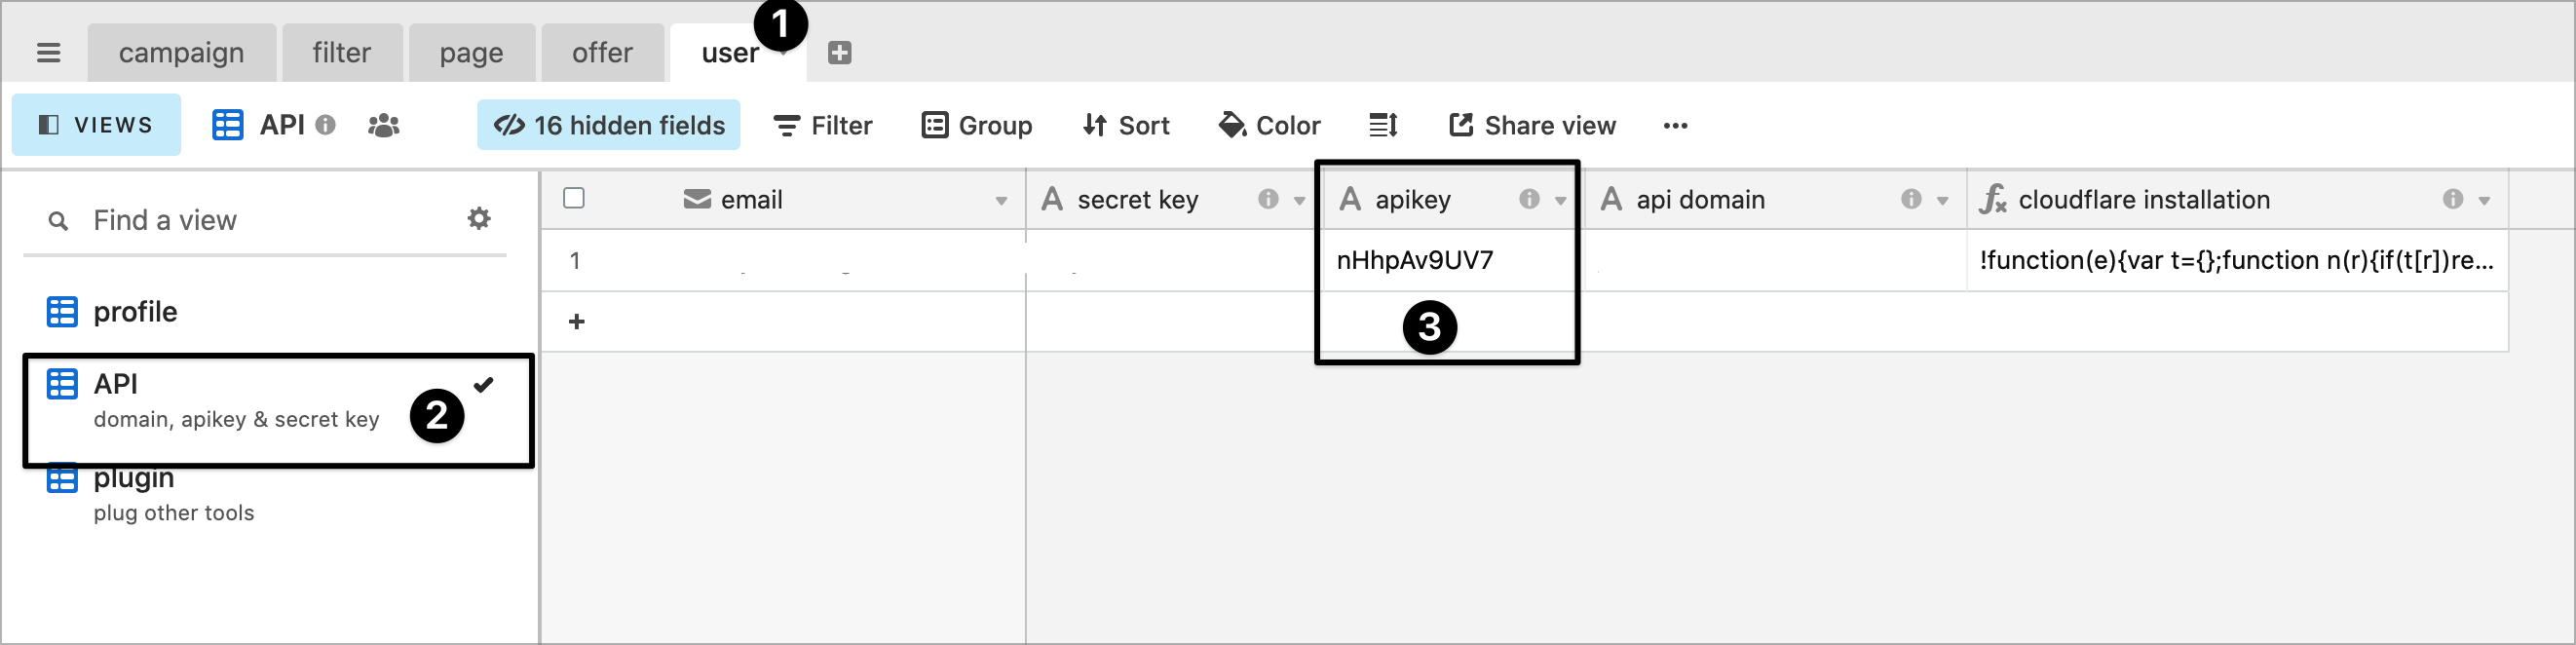 1
campaign filter page offer user
VIEWS API 16 hidden fields Filter Group Sort Color Share view
Find a view
email secret key apikey api domain cloudflare installation
1 nHhpAv9UV7 !function(e){var t={};function n(r){if(t[r])re...
3
profile
API
domain, apikey & secret key
2
plugin
plug other tools